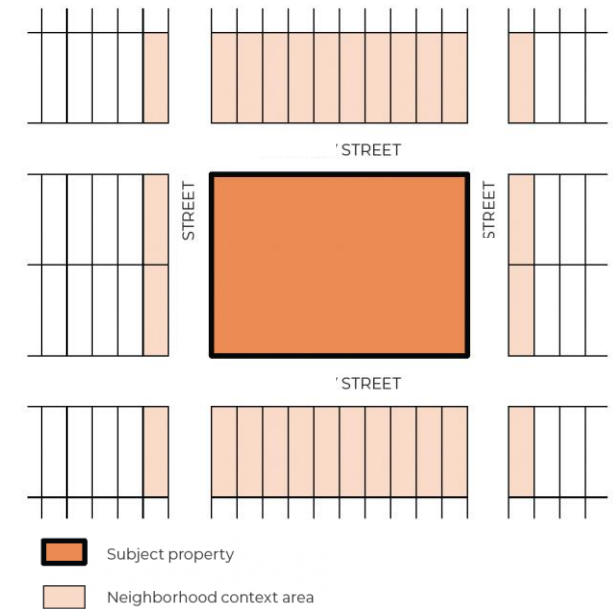 STREET
STREET
STREET
STREET
Subject property
Neighborhood context area